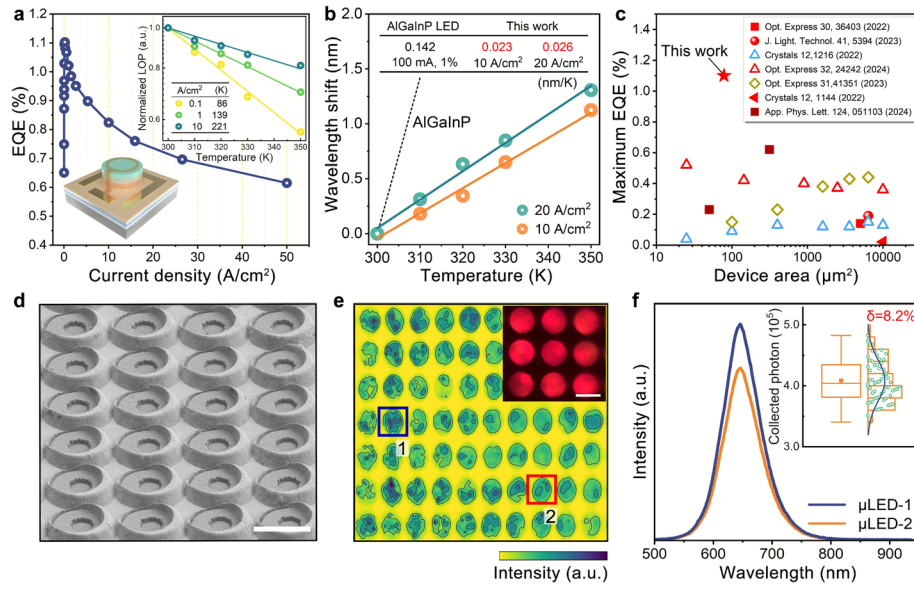 a
EQE (%)
1.2
1.1
1.0
0.9
0.8
0.7
0.6
0.5
0.4
0 10 20 30 40 50
Current density (A/cm²)
Normalized LOP (a.u.)
1.0
0.8
0.6
A/cm² (K)
0.1 86
1 139
10 221
300 310 320 330 340 350
Temperature (K)
b
Wavelength shift (nm)
2.0
1.5
1.0
0.5
0.0
AlGaInP LED This work
0.142 0.023 0.026
100 mA, 1% 10 A/cm² 20 A/cm²
(nm/K)
AlGaInP
20 A/cm²
10 A/cm²
300 310 320 330 340 350
Temperature (K)
c
Maximum EQE (%)
1.5
1.2
0.9
0.6
0.3
0.0
This work
Opt. Express 30, 36403 (2022)
J. Light. Technol. 41, 5394 (2023)
Crystals 12,1216 (2022)
Opt. Express 32, 24242 (2024)
Opt. Express 31,41351 (2023)
Crystals 12, 1144 (2022)
App. Phys. Lett. 124, 051103 (2024)
10 100 1000 10000
Device area (μm²)
d
e
1
2
Intensity (a.u.)
f
Intensity (a.u.)
Collected photon (10⁵)
5.0
4.0
3.0
δ=8.2%
μLED-1
μLED-2
500 600 700 800 900
Wavelength (nm)